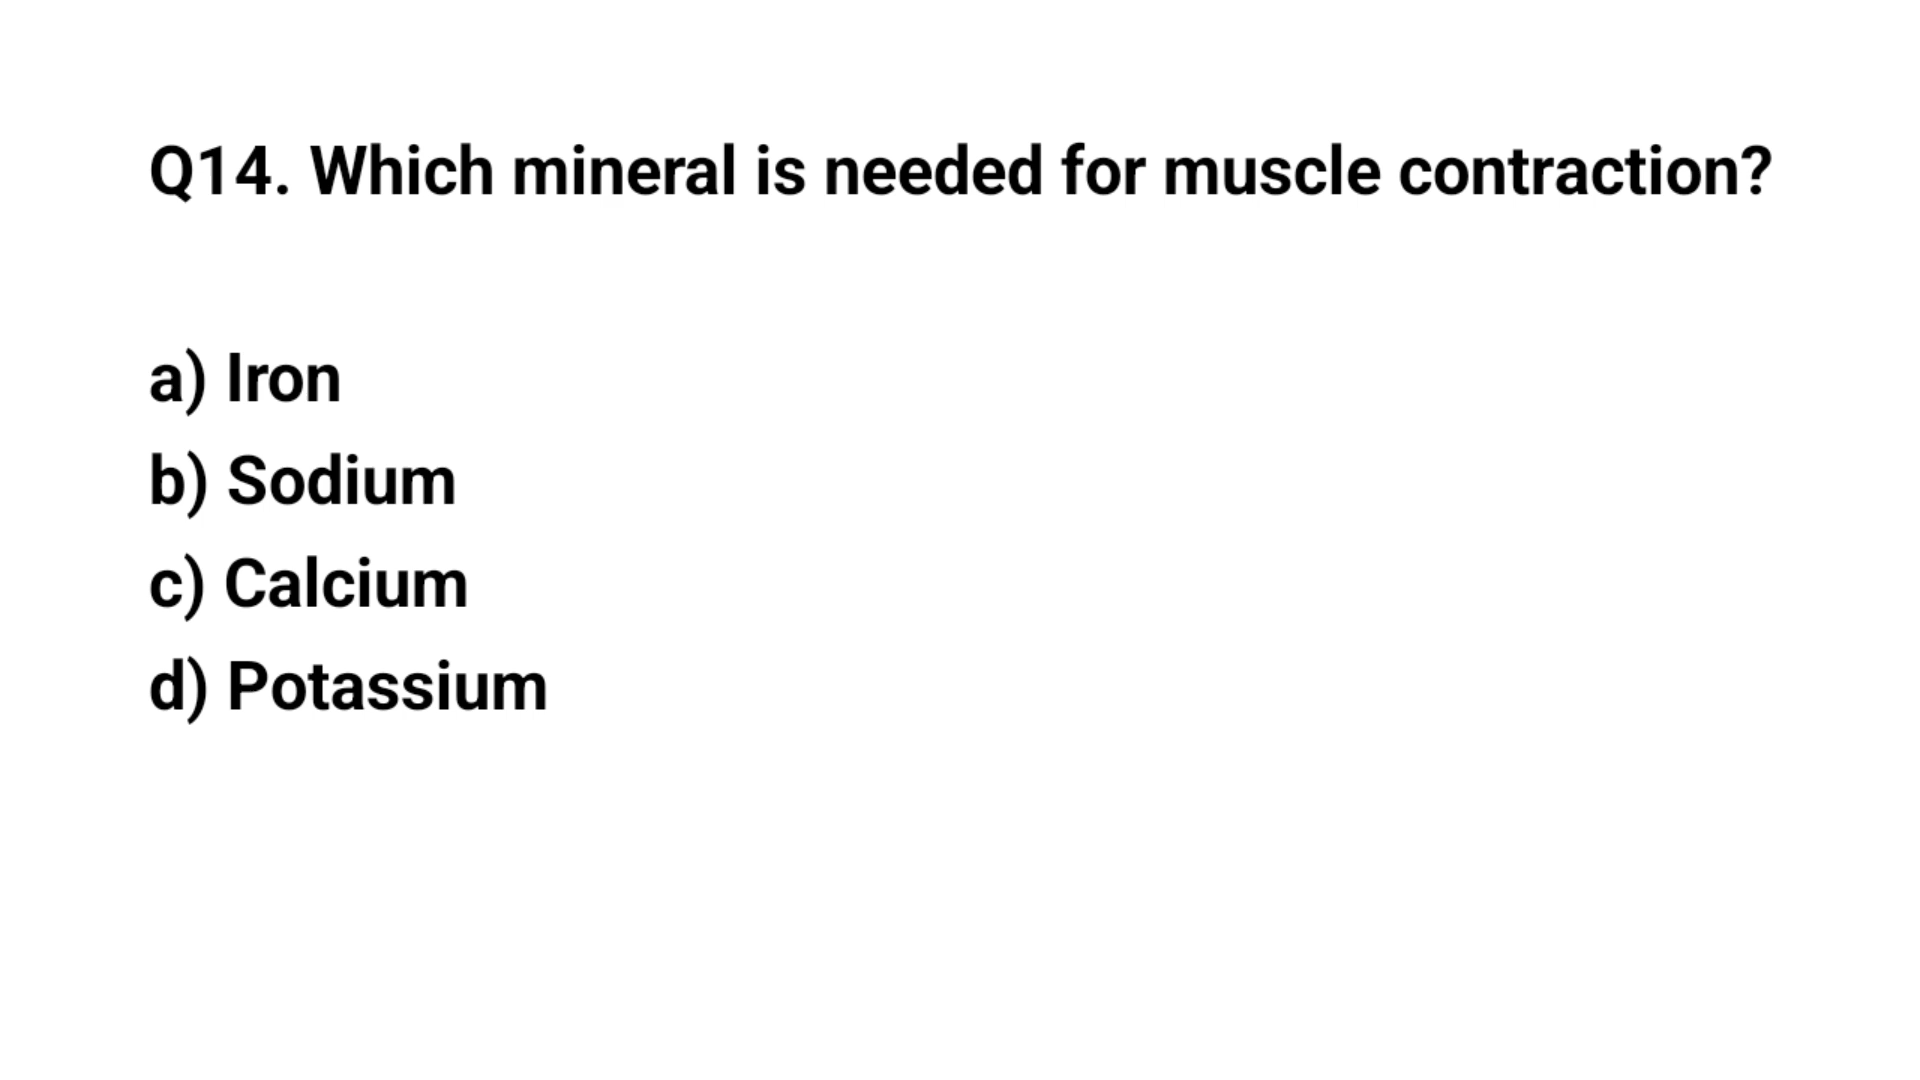 Q14. Which mineral is needed for muscle contraction?
a) Iron
b) Sodium
c) Calcium
d) Potassium